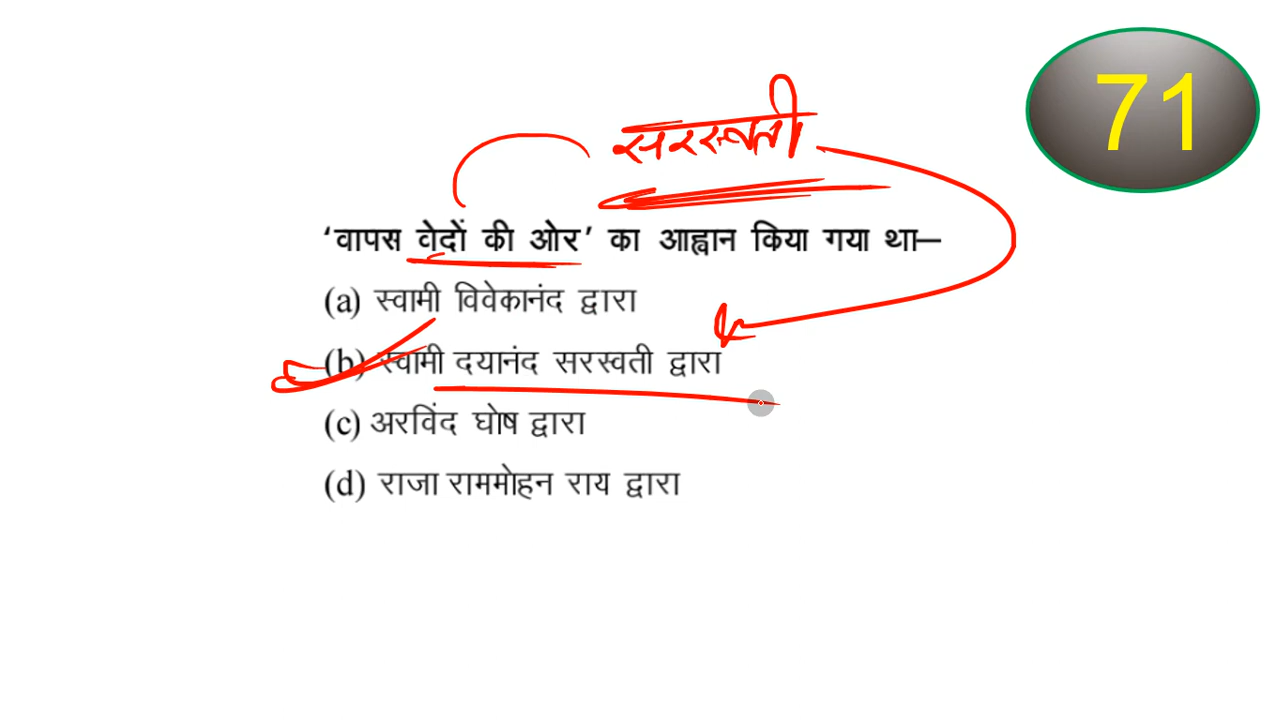 71
सरस्वती
‘वापस वेदों की ओर’ का आह्वान किया गया था—
(a) स्वामी विवेकानंद द्वारा
(b) स्वामी दयानंद सरस्वती द्वारा
(c) अरविंद घोष द्वारा
(d) राजा राममोहन राय द्वारा